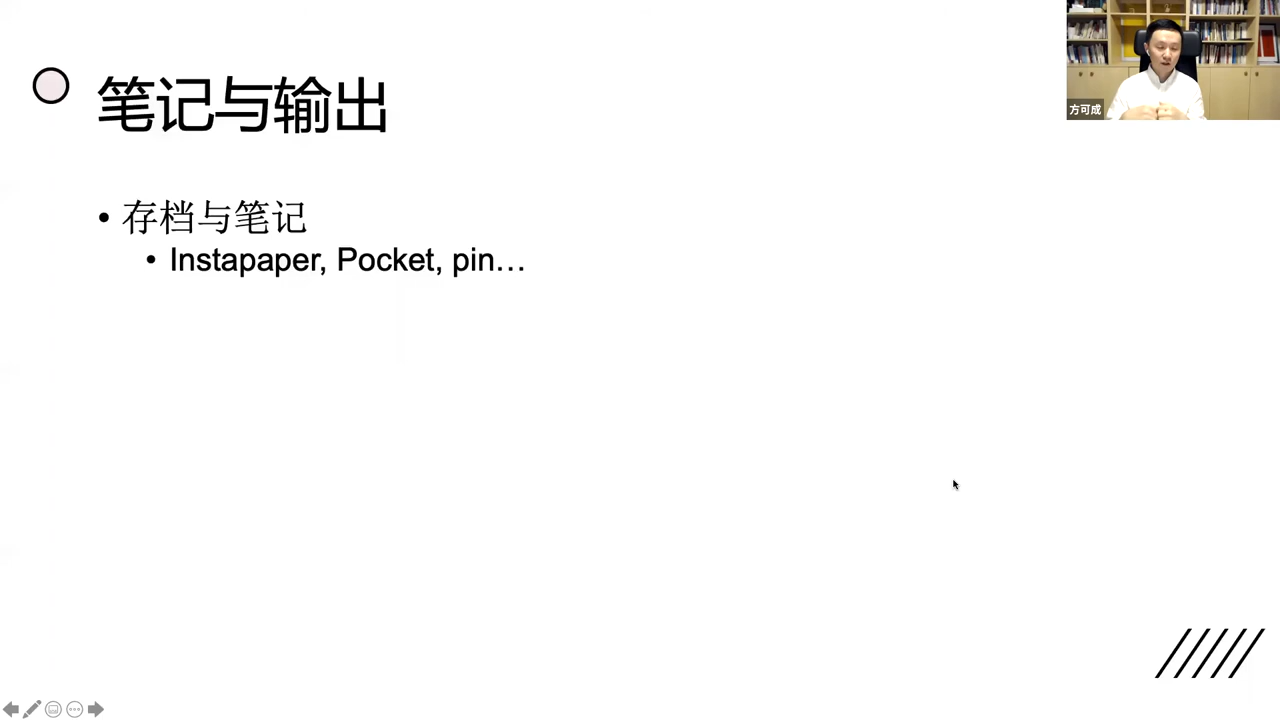 笔记与输出
方可成
• 存档与笔记
• Instapaper, Pocket, pin…